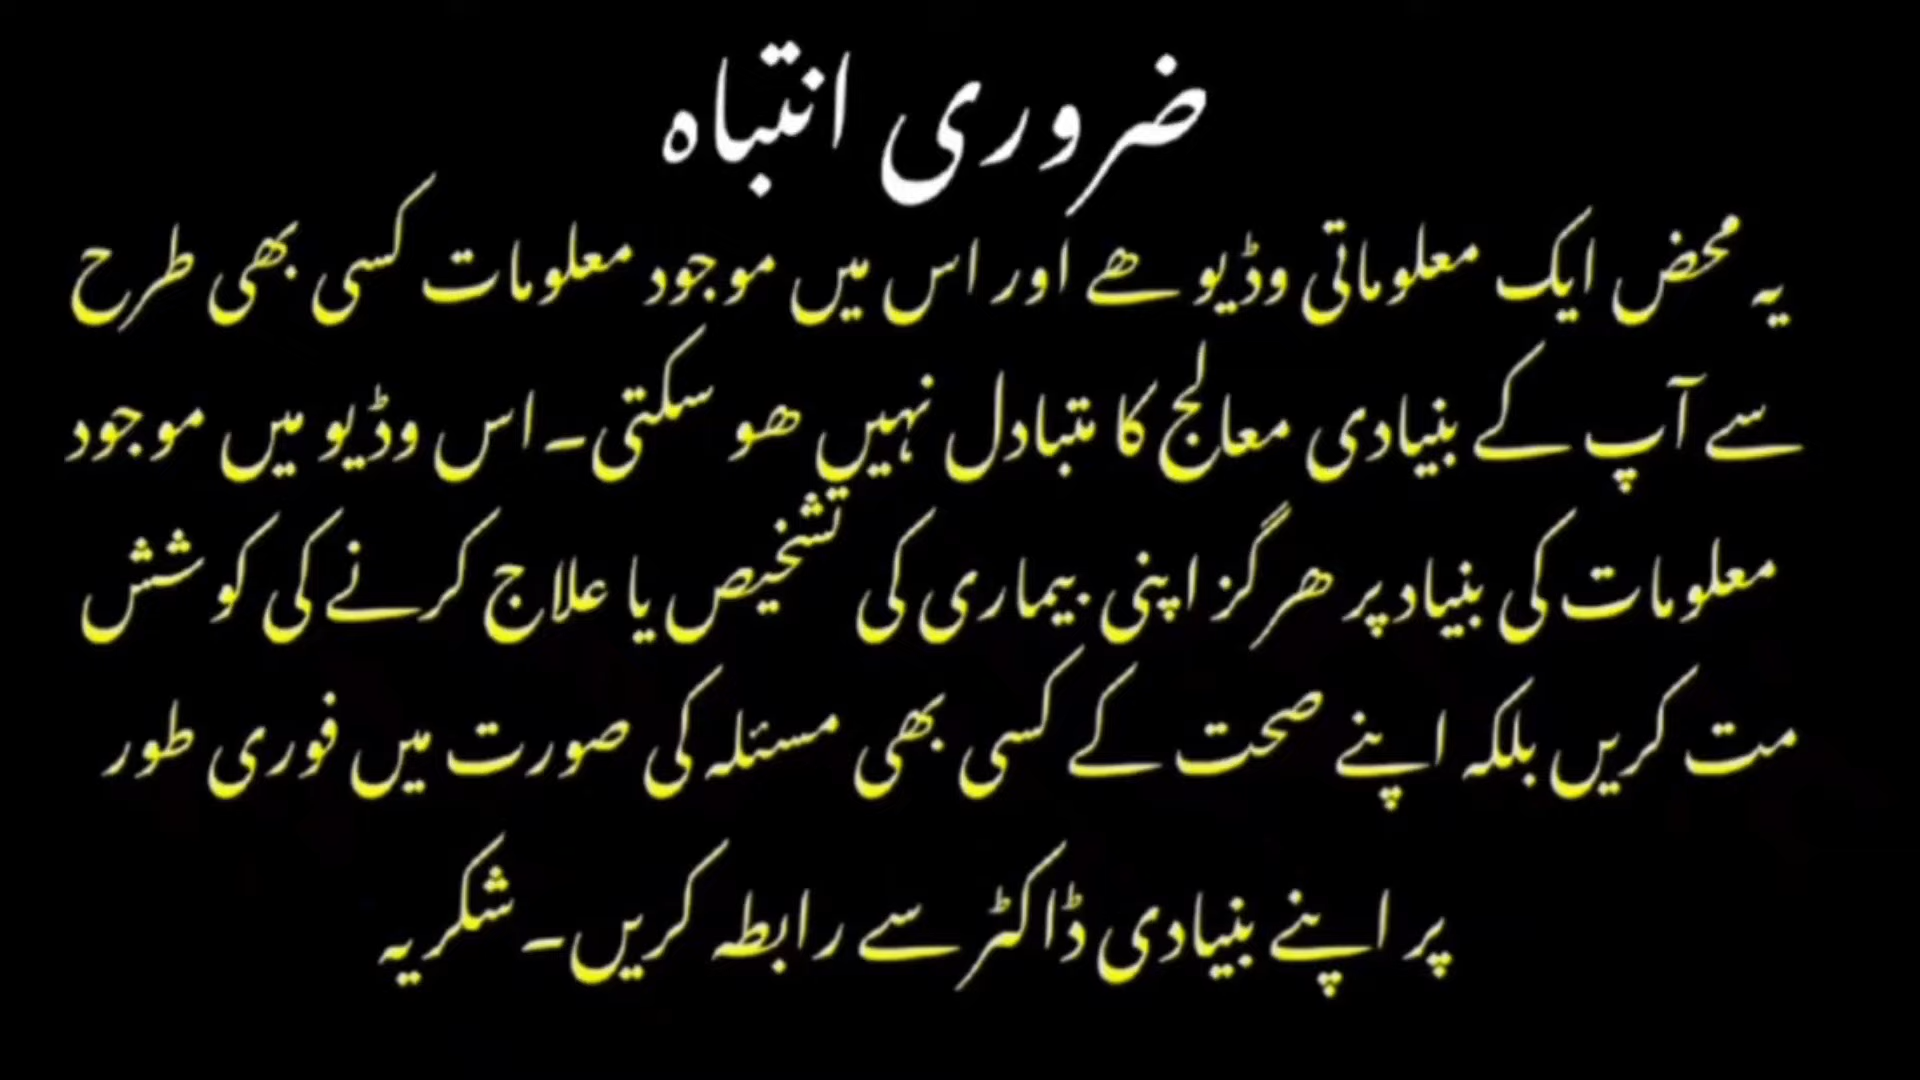 ضروری انتباہ
یہ محض ایک معلوماتی وڈیو ھے اور اس میں موجود معلومات کسی بھی طرح
سے آپ کے بنیادی معالج کا متبادل نہیں ھو سکتی۔ اس وڈیو میں موجود
معلومات کی بنیاد پر ھرگز اپنی بیماری کی تشخیص یا علاج کرنے کی کوشش
مت کریں بلکہ اپنے صحت کے کسی بھی مسئلہ کی صورت میں فوری طور
پر اپنے بنیادی ڈاکٹر سے رابطہ کریں۔ شکریہ